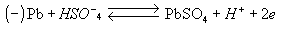 (−)Pb + HSO⁻₄ ⇌ PbSO₄ + H⁺ + 2e